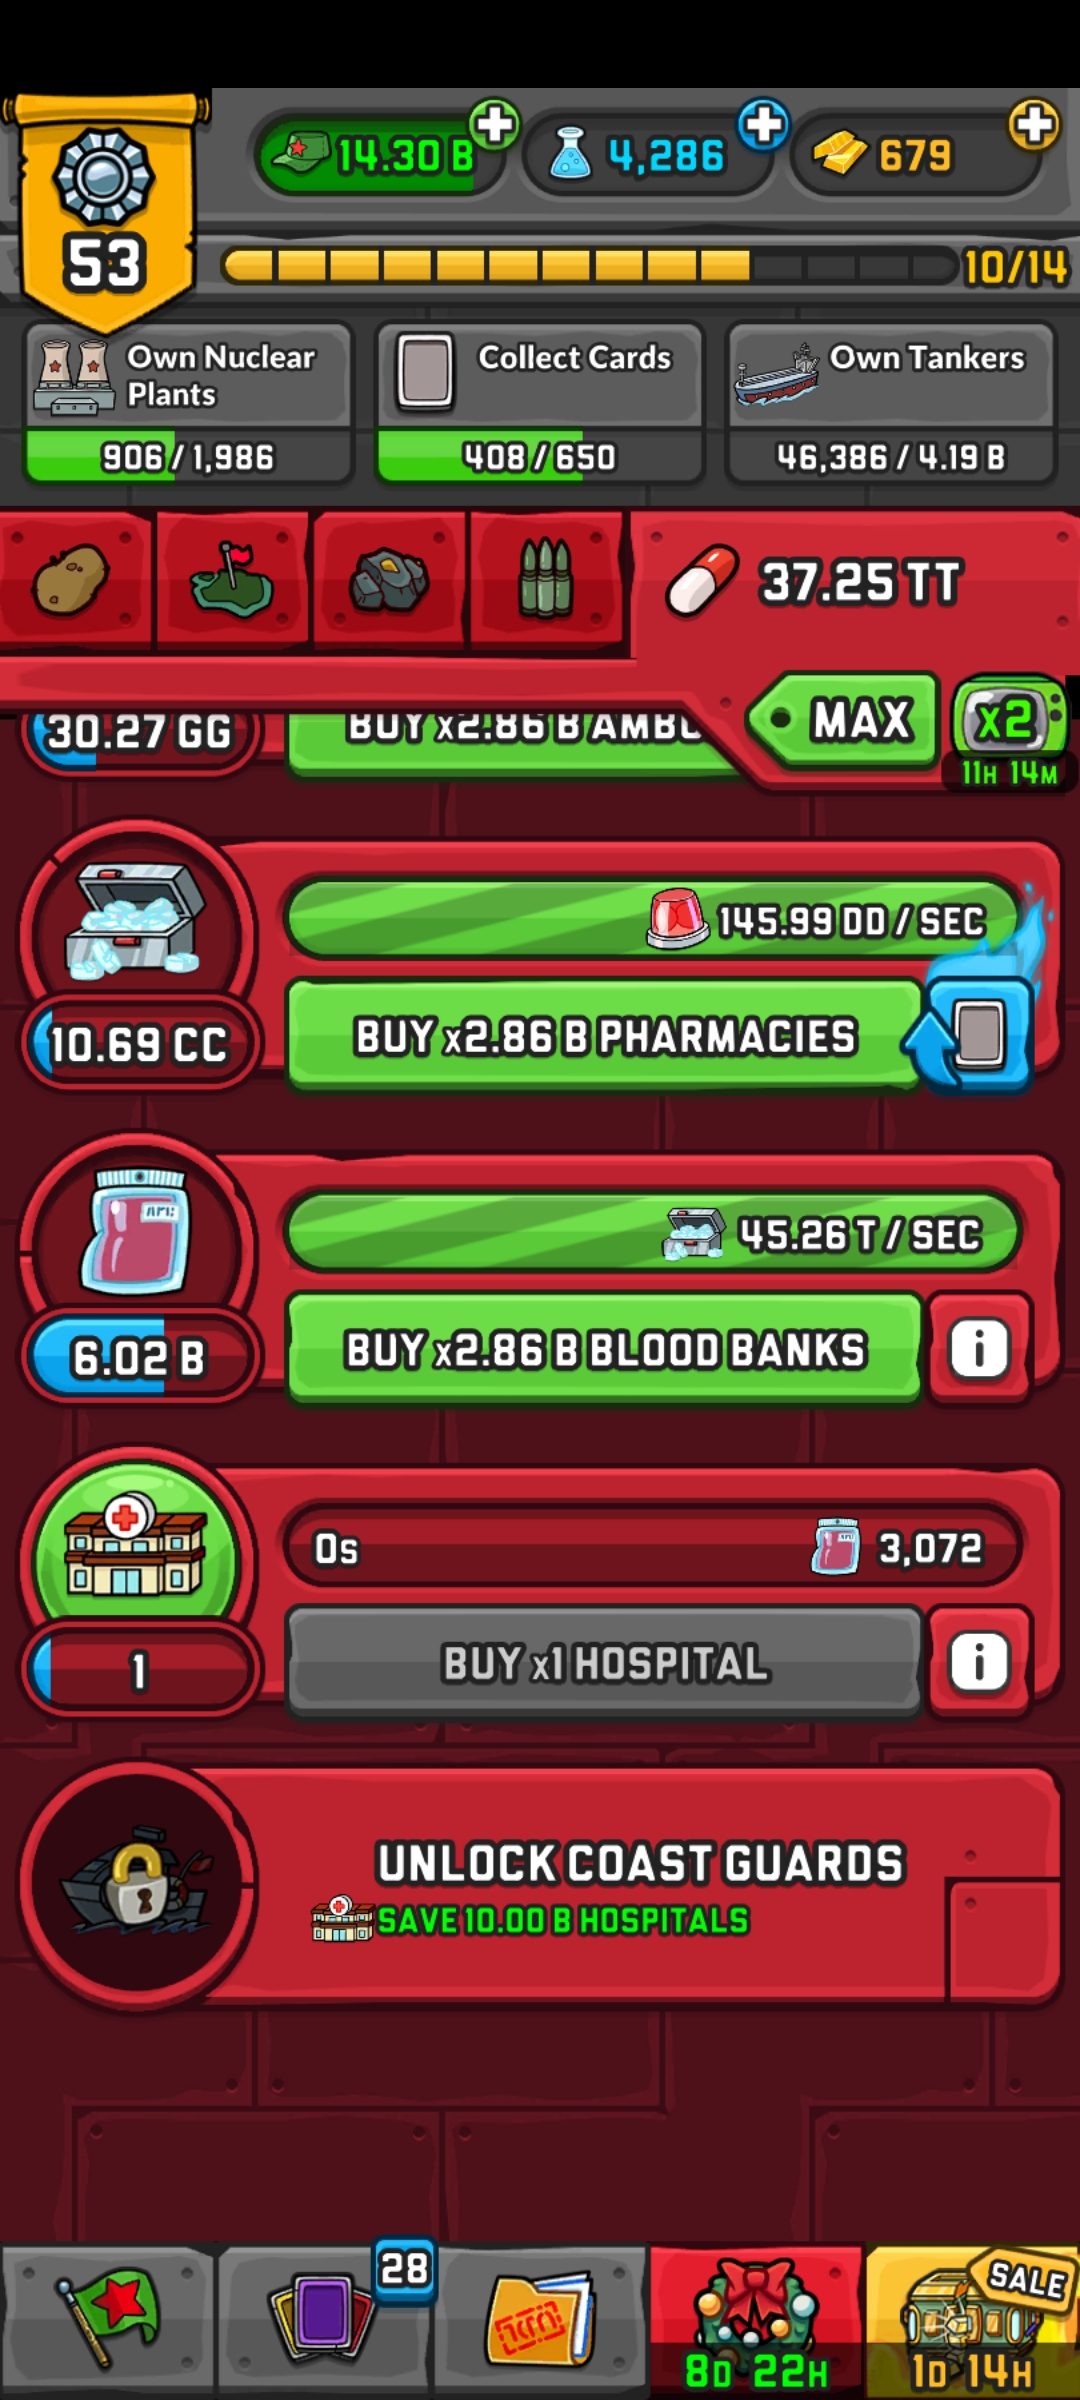 14.30 B
4,286
679
53
10/14
Own Nuclear
Plants
906 / 1,986
Collect Cards
408 / 650
Own Tankers
46,386 / 4.19 B
37.25 TT
MAX
x2
11H 14M
30.27 GG
BUY x2.86 B
145.99 DD / SEC
10.69 CC
BUY x2.86 B PHARMACIES
45.26 T / SEC
6.02 B
BUY x2.86 B BLOOD BANKS
i
0s
3,072
1
BUY x1 HOSPITAL
i
UNLOCK COAST GUARDS
SAVE 10.00 B HOSPITALS
28
SALE
8D 22H
1D 14H